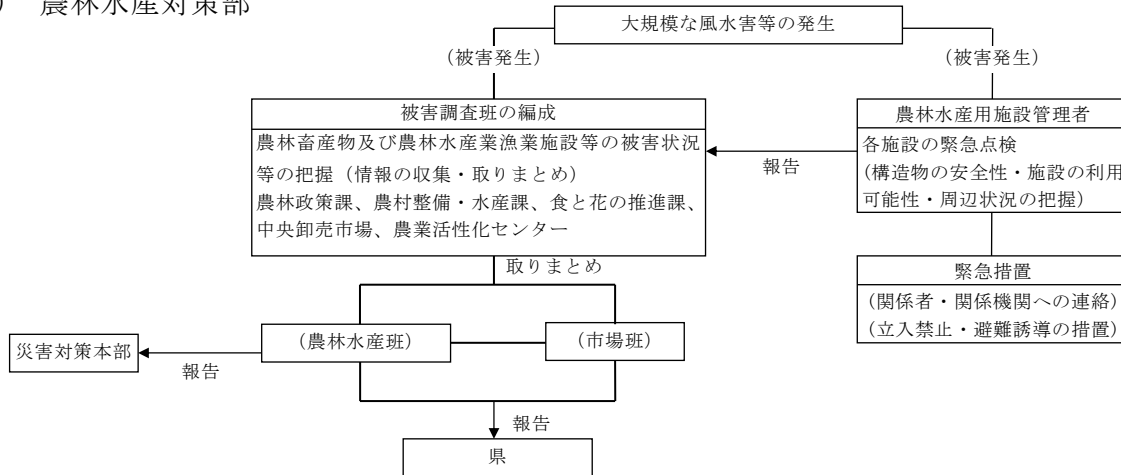 ) 農林水産対策部
大規模な風水害等の発生
(被害発生)
(被害発生)
被害調査班の編成
農林畜産物及び農林水産業漁業施設等の被害状況
等の把握（情報の収集・取りまとめ）
農林政策課、農村整備・水産課、食と花の推進課、
中央卸売市場、農業活性化センター
報告
農林水産用施設管理者
各施設の緊急点検
(構造物の安全性・施設の利用
可能性・周辺状況の把握)
緊急措置
(関係者・関係機関への連絡)
(立入禁止・避難誘導の措置)
取りまとめ
(農林水産班)
(市場班)
災害対策本部
報告
報告
県